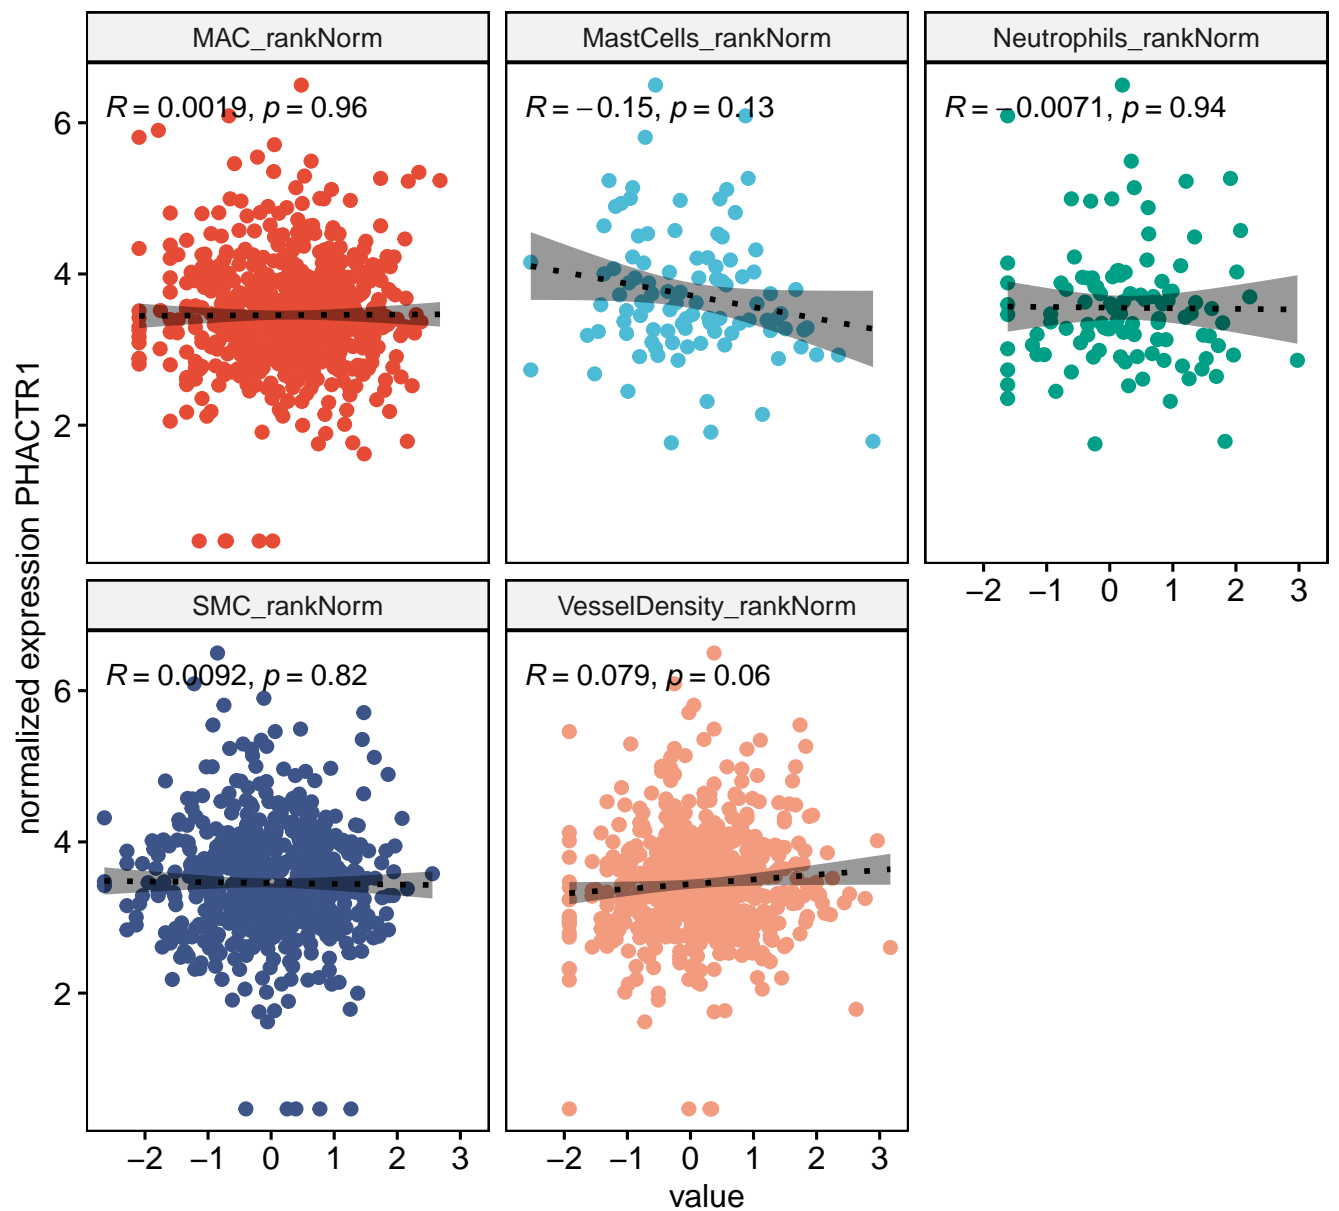 MAC_rankNorm
MastCells_rankNorm
Neutrophils_rankNorm
R = 0.0019, p = 0.96
R = −0.15, p = 0.13
R = −0.0071, p = 0.94
6
4
2
−2 −1 0 1 2 3
SMC_rankNorm
VesselDensity_rankNorm
R = 0.0092, p = 0.82
R = 0.079, p = 0.06
6
4
2
−2 −1 0 1 2 3
−2 −1 0 1 2 3
value
normalized expression PHACTR1